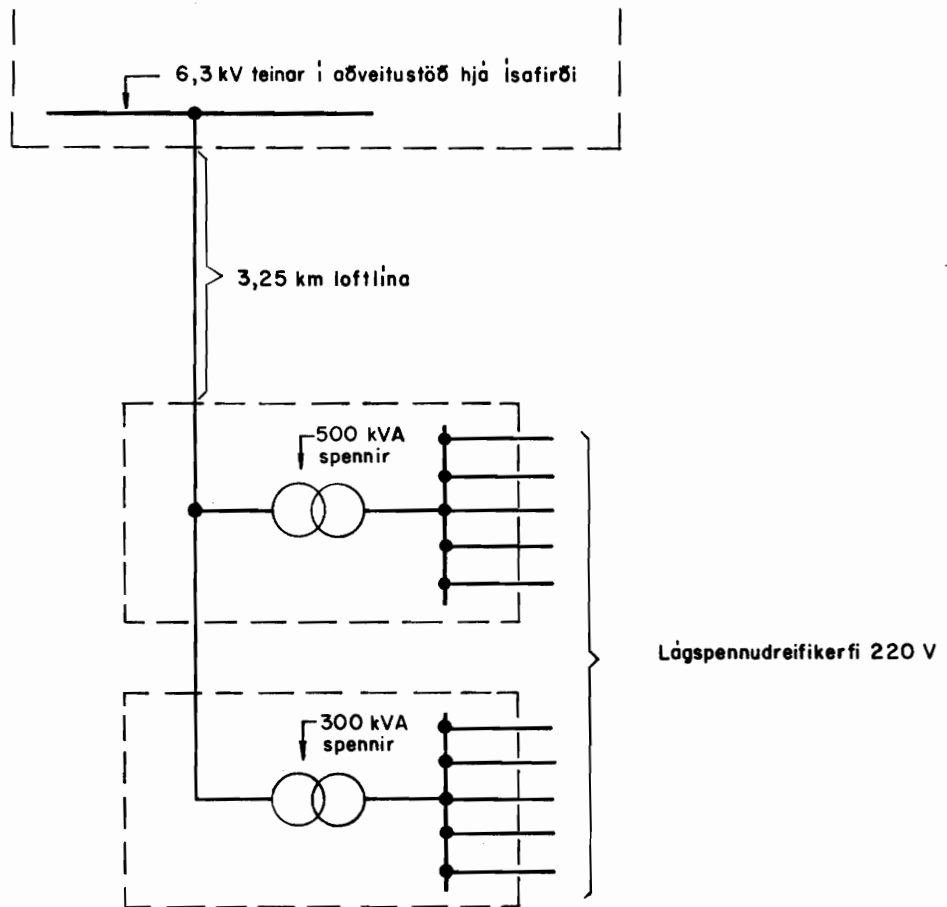 6,3 kV teinar í aðveitustöð hjá Ísafirði
3,25 km loftlína
500 kVA
spennir
Lágspennudreifikerfi 220 V
300 kVA
spennir